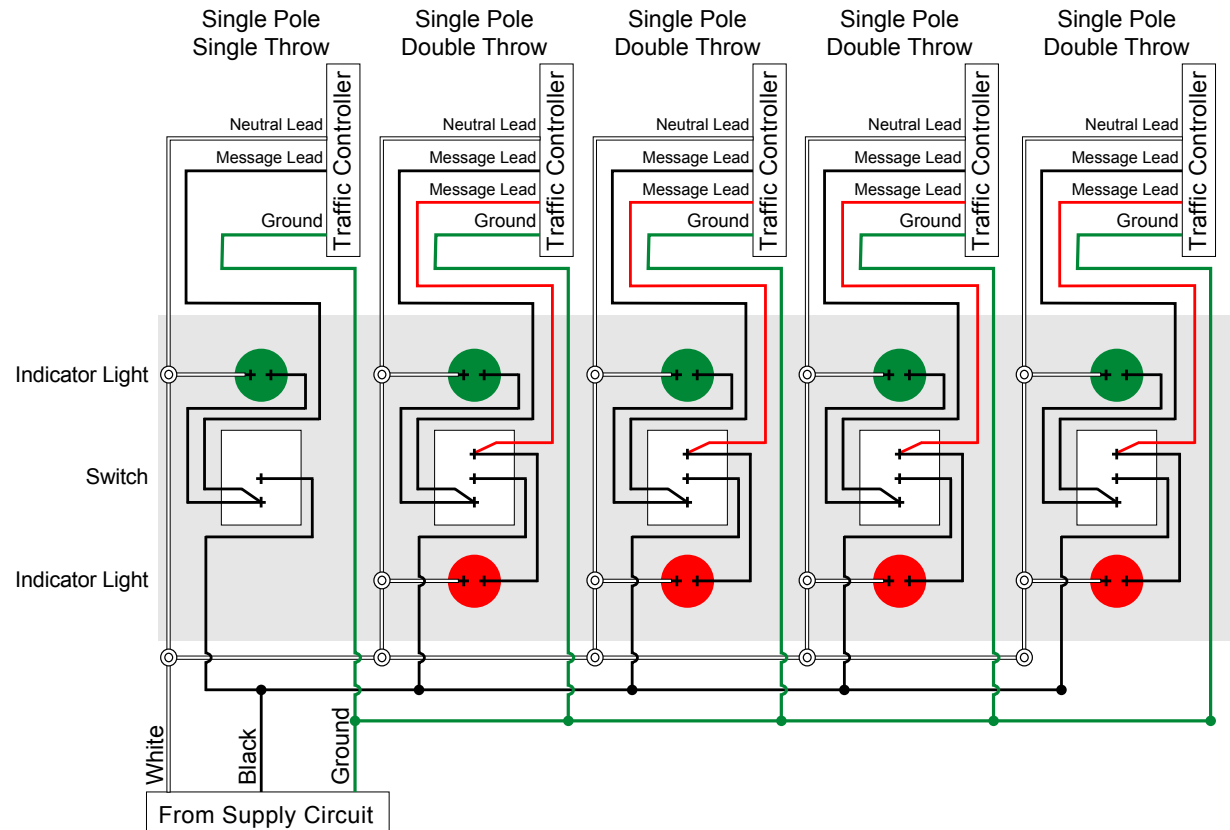 Single Pole
Single Throw
Single Pole
Double Throw
Single Pole
Double Throw
Single Pole
Double Throw
Single Pole
Double Throw
Neutral Lead
Message Lead
Ground
Traffic Controller
Neutral Lead
Message Lead
Message Lead
Ground
Traffic Controller
Neutral Lead
Message Lead
Message Lead
Ground
Traffic Controller
Neutral Lead
Message Lead
Message Lead
Ground
Traffic Controller
Neutral Lead
Message Lead
Message Lead
Ground
Traffic Controller
Indicator Light
Switch
Indicator Light
White
Black
Ground
From Supply Circuit